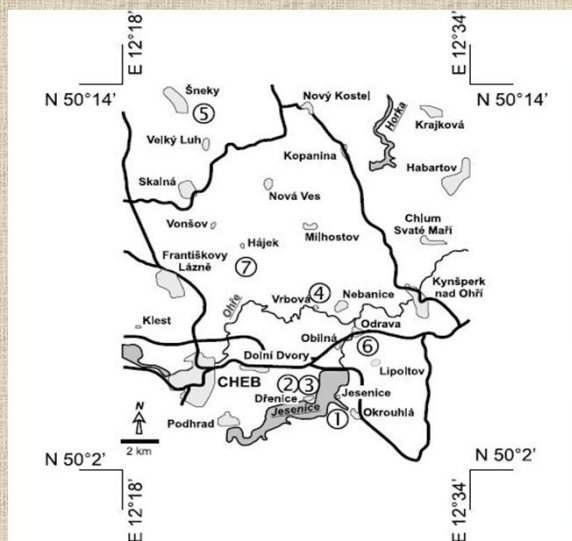 E 12°18'
E 12°34'
N 50°14'
N 50°14'
Šneky
⑤
Nový Kostel
Horka
Krajková
Velký Luh
Kopanina
Habartov
Skalná
Nová Ves
Vonšov
Milhostov
Chlum
Svaté Maří
Hájek
Františkovy
Lázně
⑦
Kynšperk
nad Ohří
Vrbová
④
Nebanice
Ohře
Klest
Odrava
Obilná
⑥
Dolní Dvory
Lipoltov
CHEB
②
③
Dřenice
Jesenice
Jesenice
Okrouhlá
①
Podhrad
N
2 km
N 50°2'
N 50°2'
E 12°18'
E 12°34'